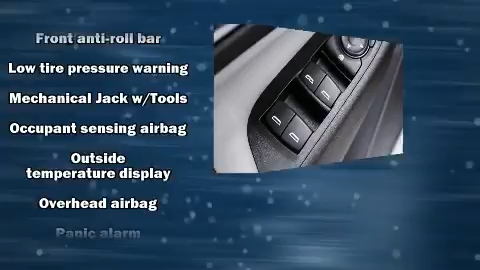 Front anti-roll bar
Low tire pressure warning
Mechanical Jack w/Tools
Occupant sensing airbag
Outside
temperature display
Overhead airbag
Panic alarm